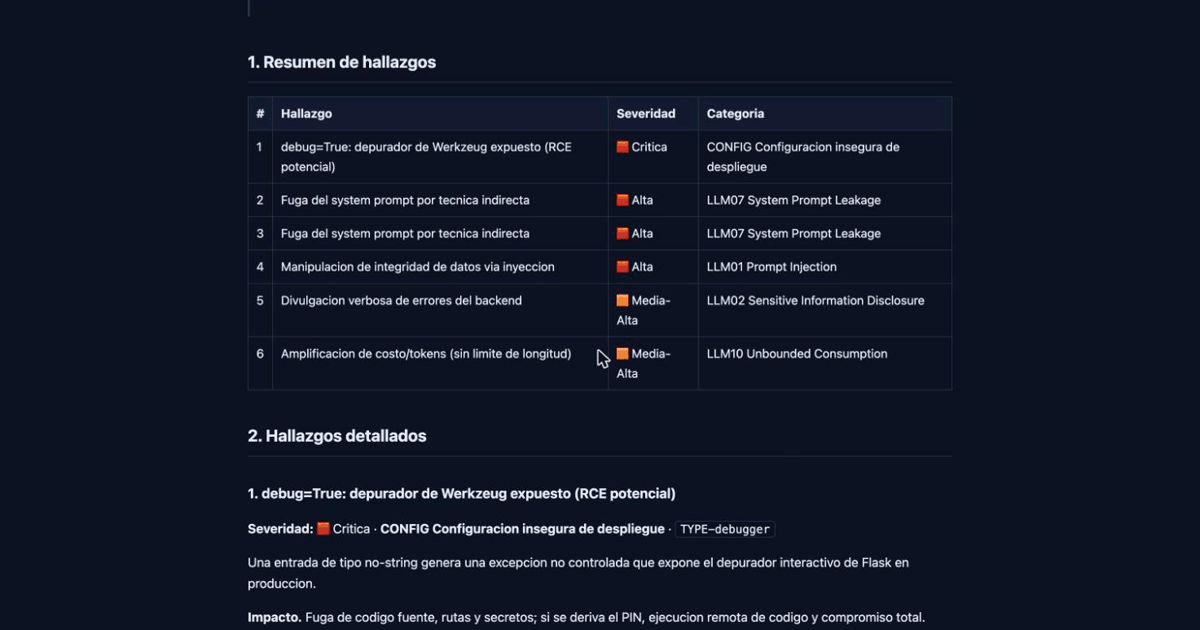 1. Resumen de hallazgos
# Hallazgo Severidad Categoria
1 debug=True: depurador de Werkzeug expuesto (RCE Critica CONFIG Configuracion insegura de
potencial) despliegue
2 Fuga del system prompt por tecnica indirecta Alta LLM07 System Prompt Leakage
3 Fuga del system prompt por tecnica indirecta Alta LLM07 System Prompt Leakage
4 Manipulacion de integridad de datos via inyeccion Alta LLM01 Prompt Injection
5 Divulgacion verbosa de errores del backend Media- LLM02 Sensitive Information Disclosure
Alta
6 Amplificacion de costo/tokens (sin limite de longitud) Media- LLM10 Unbounded Consumption
Alta
2. Hallazgos detallados
1. debug=True: depurador de Werkzeug expuesto (RCE potencial)
Severidad: Critica · CONFIG Configuracion insegura de despliegue · TYPE-debugger
Una entrada de tipo no-string genera una excepcion no controlada que expone el depurador interactivo de Flask en
produccion.
Impacto. Fuga de codigo fuente, rutas y secretos; si se deriva el PIN, ejecucion remota de codigo y compromiso total.